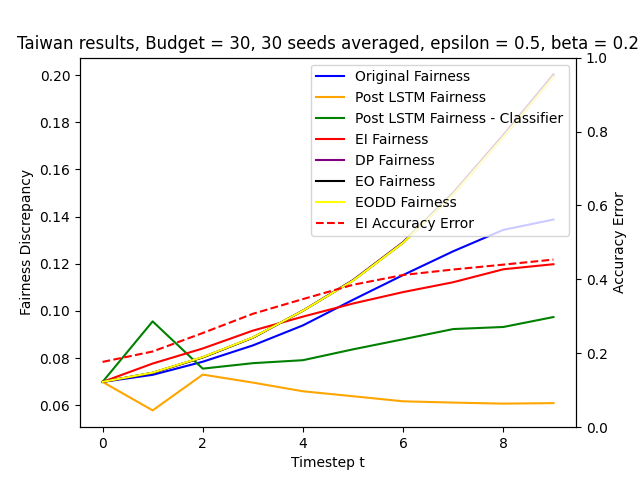 Taiwan results, Budget = 30, 30 seeds averaged, epsilon = 0.5, beta = 0.2
Original Fairness
Post LSTM Fairness
Post LSTM Fairness - Classifier
EI Fairness
DP Fairness
EO Fairness
EODD Fairness
EI Accuracy Error
Fairness Discrepancy
0.20
0.18
0.16
0.14
0.12
0.10
0.08
0.06
1.0
0.8
0.6
0.4
0.2
0.0
Accuracy Error
0 2 4 6 8
Timestep t